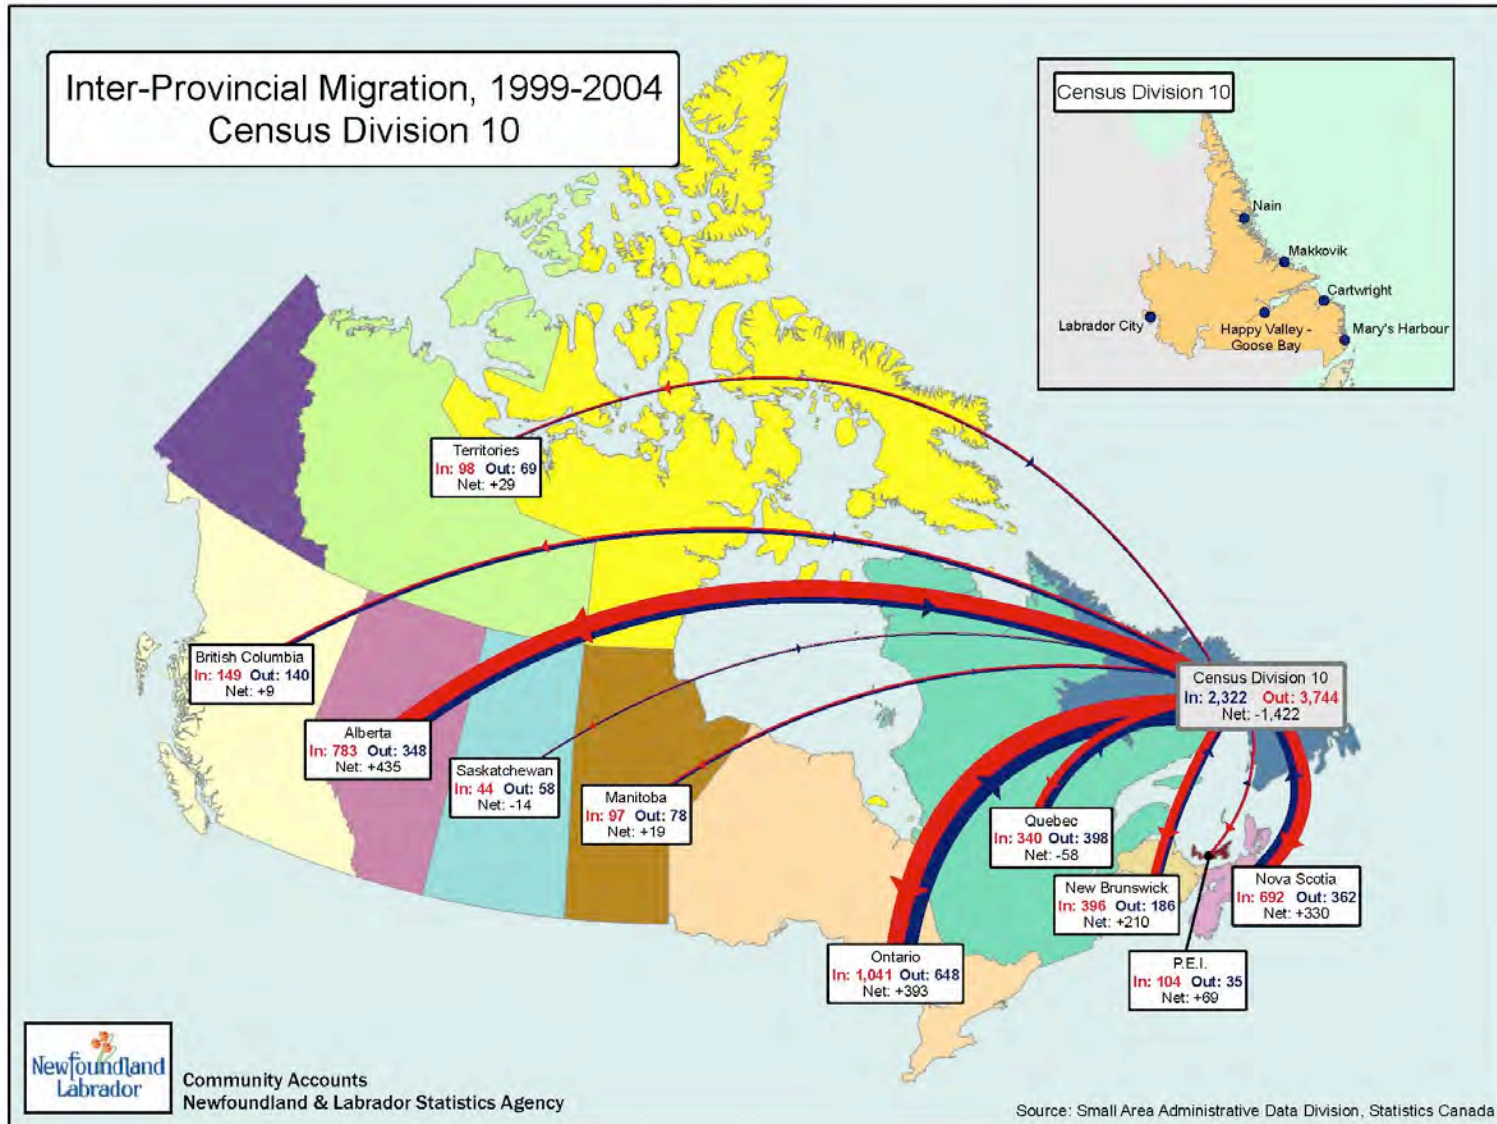 Inter-Provincial Migration, 1999-2004
Census Division 10
Census Division 10
Nain
Makkovik
Cartwright
Labrador City
Happy Valley -
Goose Bay
Mary's Harbour
Territories
In: 98 Out: 69
Net: +29
British Columbia
In: 149 Out: 140
Net: +9
Alberta
In: 783 Out: 348
Net: +435
Saskatchewan
In: 44 Out: 58
Net: -14
Manitoba
In: 97 Out: 78
Net: +19
Census Division 10
In: 2,322 Out: 3,744
Net: -1,422
Quebec
In: 340 Out: 398
Net: -58
New Brunswick
In: 396 Out: 186
Net: +210
Nova Scotia
In: 692 Out: 362
Net: +330
Ontario
In: 1,041 Out: 648
Net: +393
P.E.I.
In: 104 Out: 35
Net: +69
Newfoundland
Labrador
Community Accounts
Newfoundland & Labrador Statistics Agency
Source: Small Area Administrative Data Division, Statistics Canada